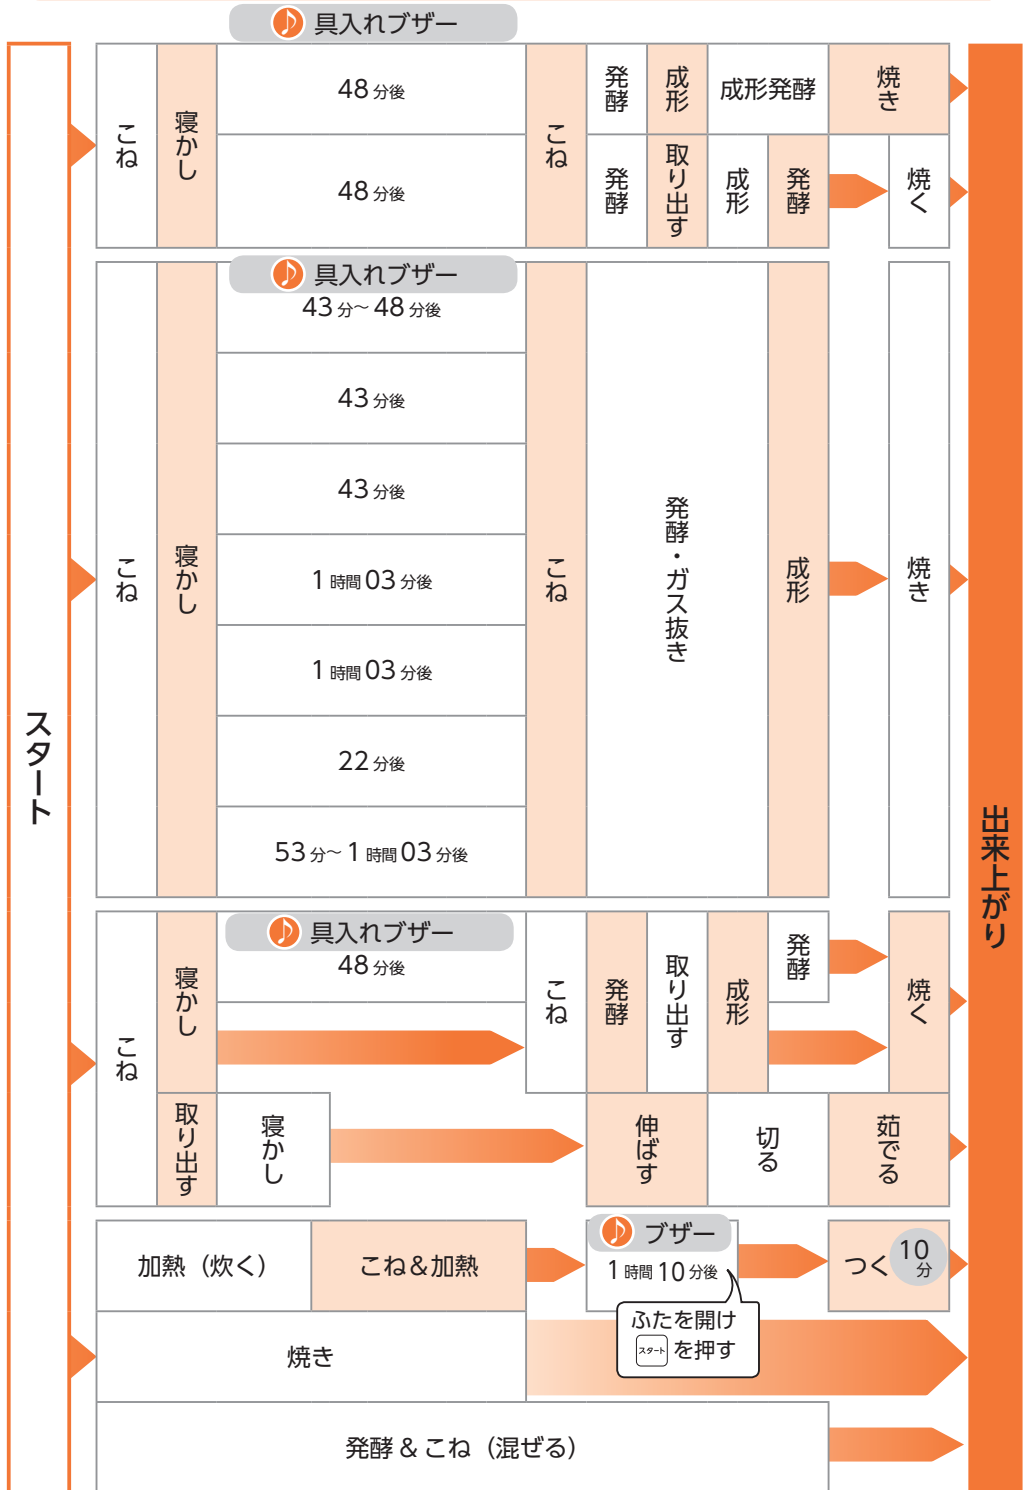 具入れブザー
スタート
こね
寝かし
48分後
48分後
こね
発酵
成形
成形発酵
焼き
発酵
取り出す
成形
発酵
焼く
こね
寝かし
具入れブザー
43分〜48分後
43分後
43分後
1時間03分後
1時間03分後
22分後
53分〜1時間03分後
こね
発酵・ガス抜き
成形
焼き
こね
寝かし
具入れブザー
48分後
こね
発酵
取り出す
成形
発酵
焼く
取り出す
寝かし
伸ばす
切る
茹でる
加熱（炊く）
こね&加熱
ブザー
1時間10分後
つく
10分
ふたを開け
スタート を押す
焼き
発酵 & こね（混ぜる）
出来上がり